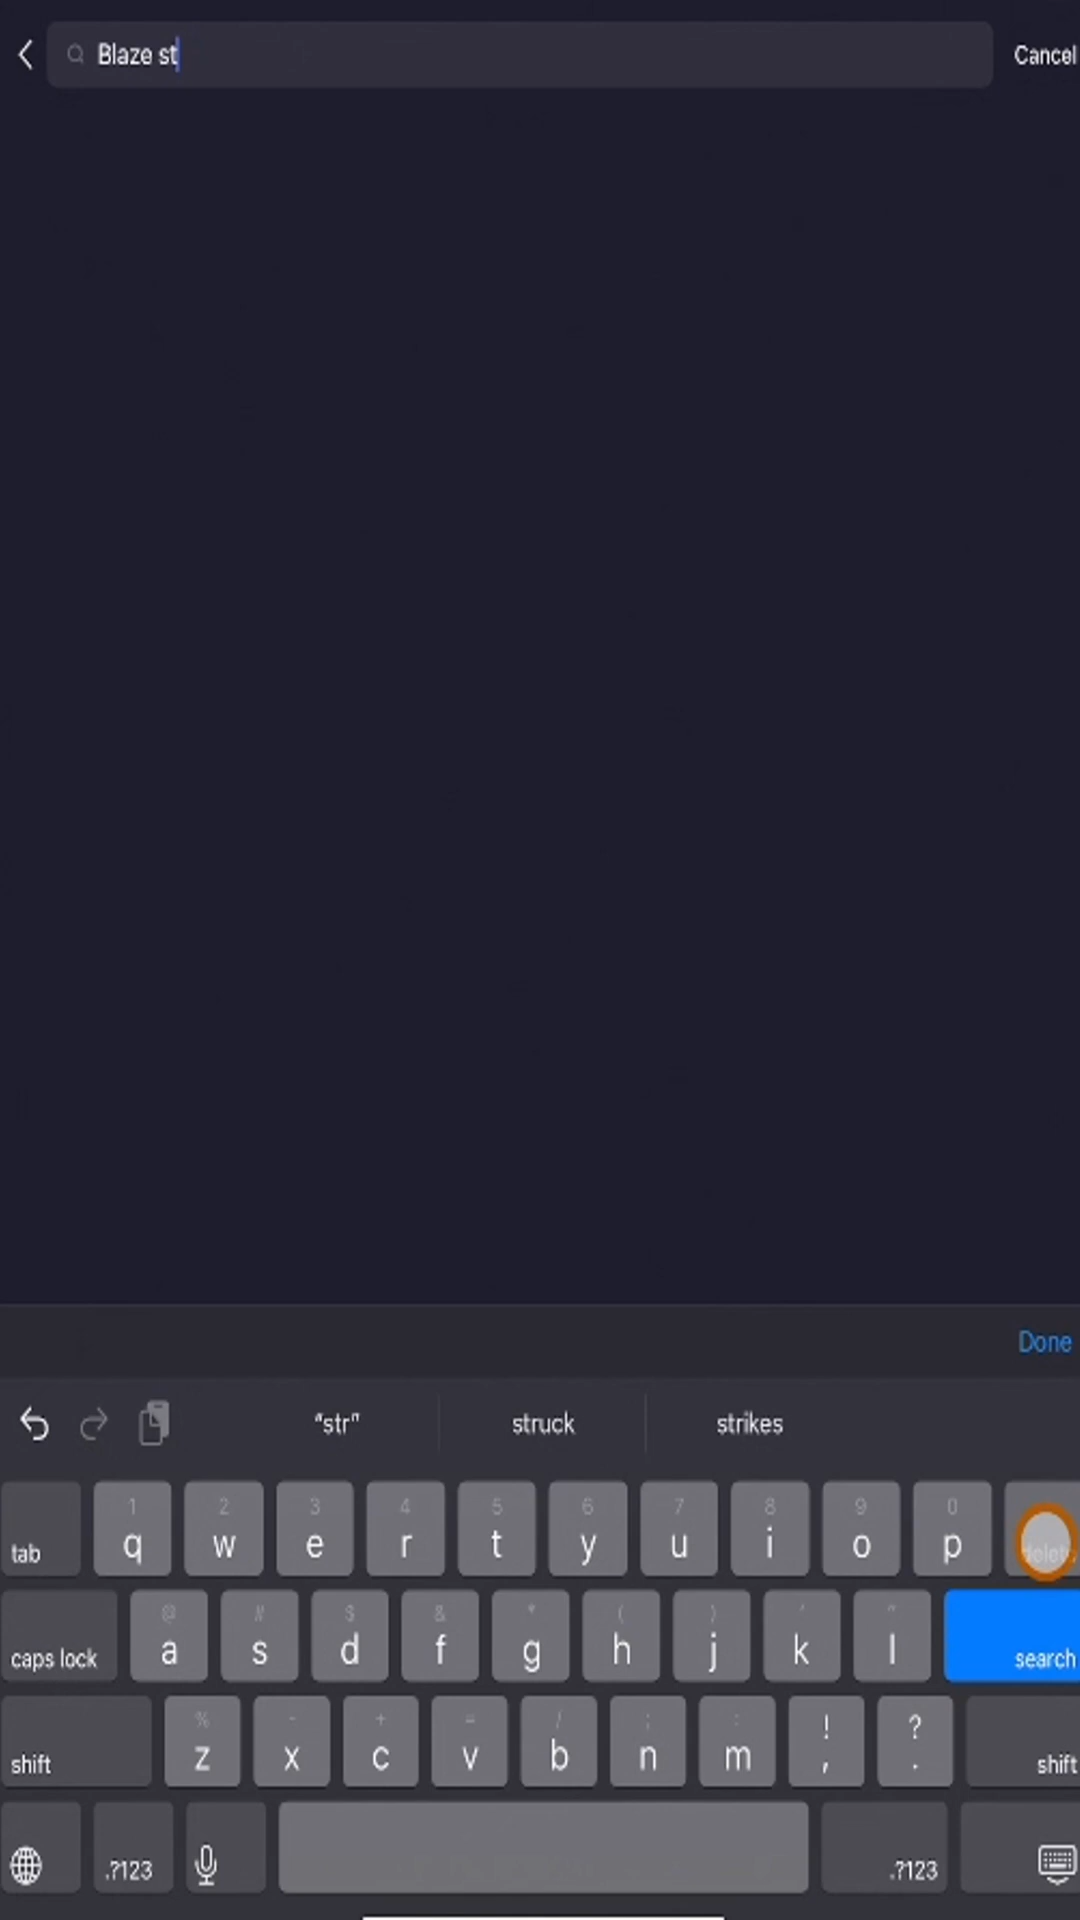 Blaze st
Cancel
Done
"str" struck strikes
1 2 3 4 5 6 7 8 9 0
tab q w e r t y u i o p delete
@ # $ & * ( ) ' "
caps lock a s d f g h j k l search
% - + = / ; : ! ?
shift z x c v b n m , . shift
.?123 .?123